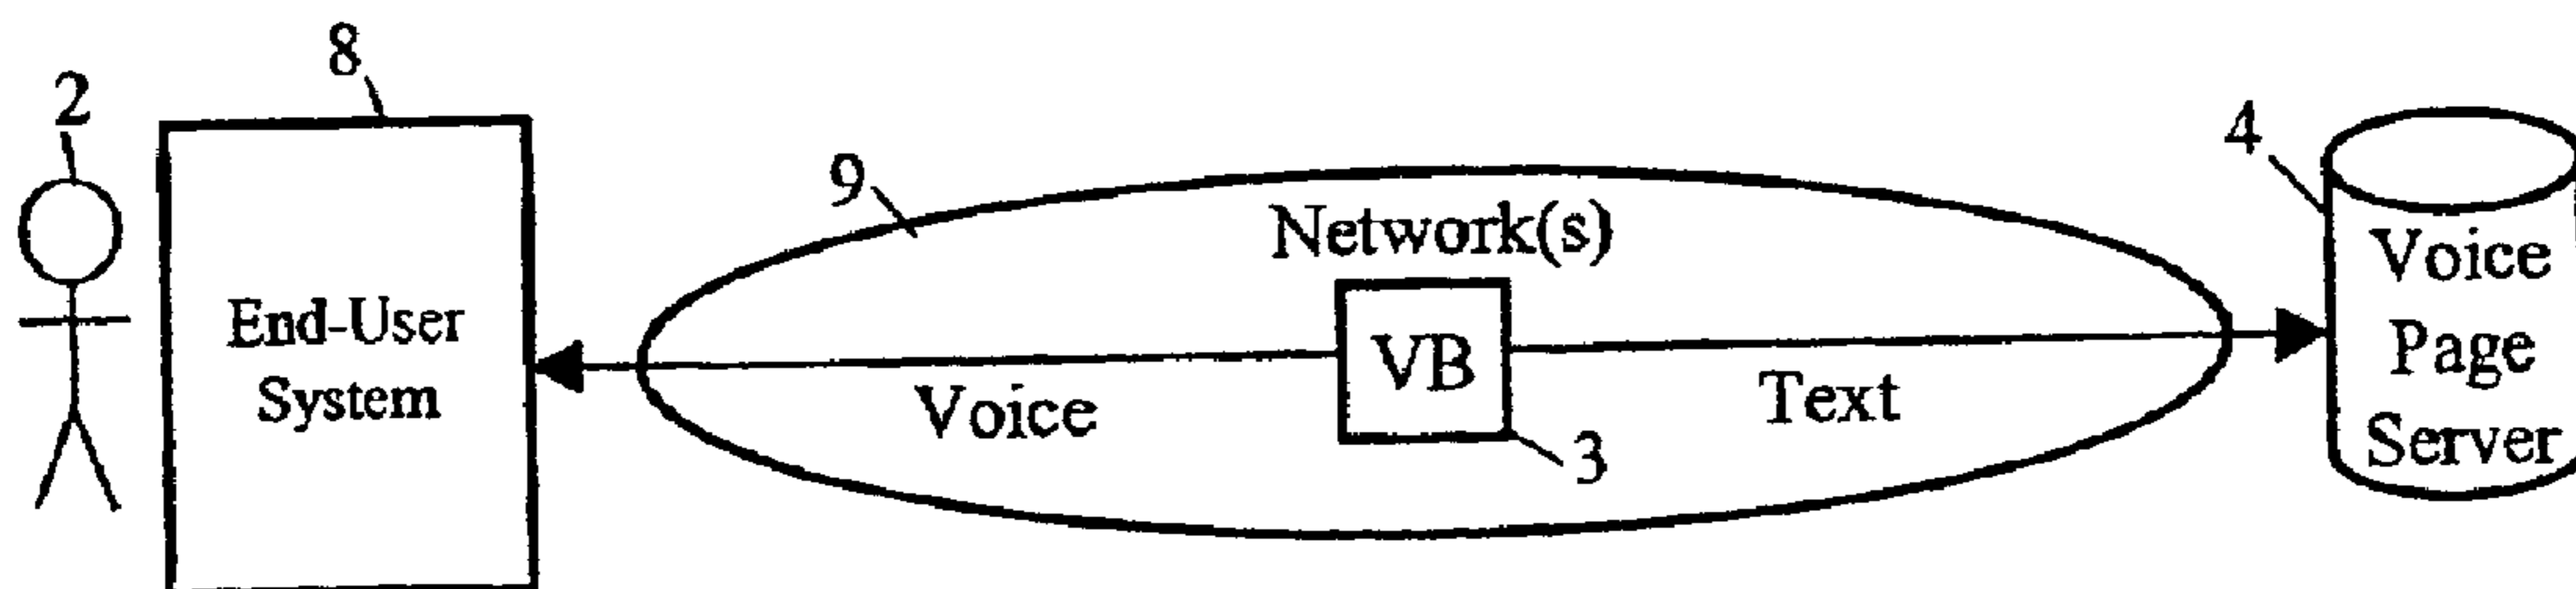 2
8
End-User
System
9
Network(s)
VB
Voice
Text
3
4
Voice
Page
Server